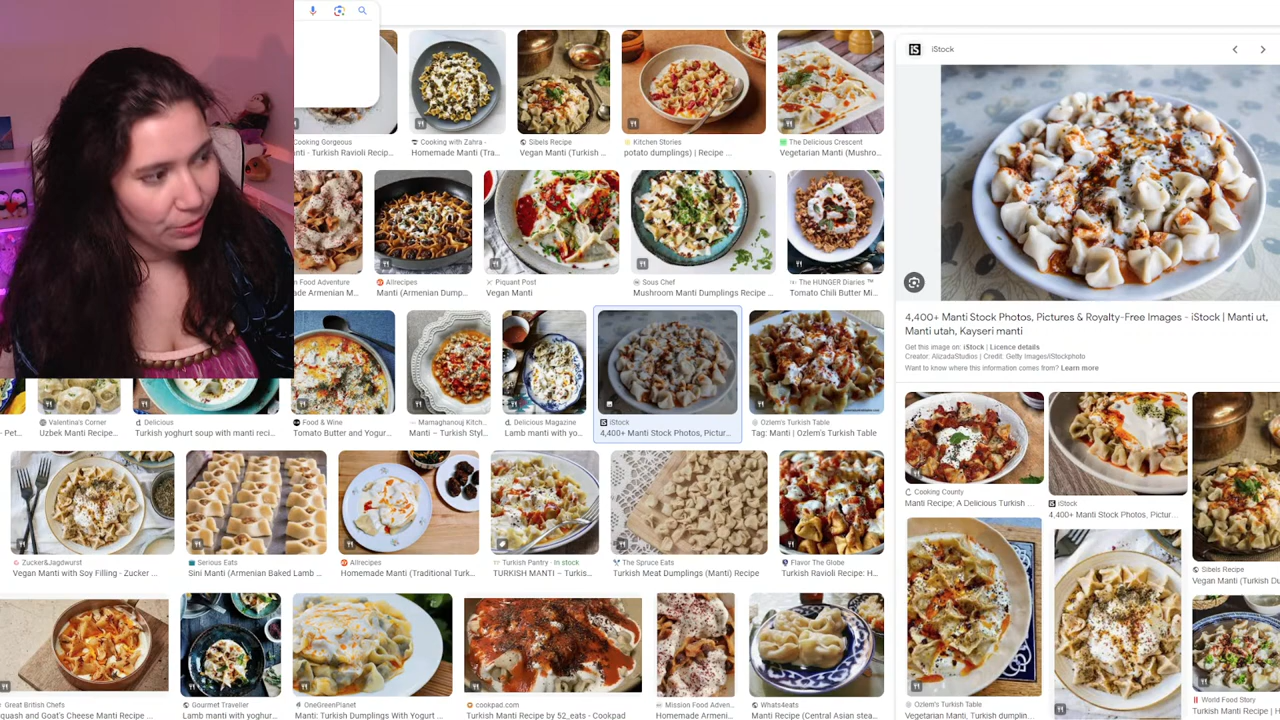 Cooking Gorgeous
nti - Turkish Ravioli Recip...
Cooking with Zahra -
Homemade Manti (Tra...
Sibels Recipe
Vegan Manti (Turkish ...
Kitchen Stories
potato dumplings) | Recipe ...
The Delicious Crescent
Vegetarian Manti (Mushro...
n Food Adventure
ade Armenian M...
Allrecipes
Manti (Armenian Dump...
Piquant Post
Vegan Manti
Sous Chef
Mushroom Manti Dumplings Recipe ...
The HUNGER Diaries ™
Tomato Chili Butter Mi...
- Pet...
Valentina's Corner
Uzbek Manti Recipe...
Delicious
Turkish yoghurt soup with manti reci...
Food & Wine
Tomato Butter and Yogur...
Mamaghanouj Kitch...
Manti – Turkish Styl...
Delicious Magazine
Lamb manti with yo...
iStock
4,400+ Manti Stock Photos, Pictur...
Ozlem's Turkish Table
Tag: Manti | Ozlem's Turkish Table
Zucker&Jagdwurst
Vegan Manti with Soy Filling - Zucker ...
Serious Eats
Sini Manti (Armenian Baked Lamb ...
Allrecipes
Homemade Manti (Traditional Turk...
Turkish Pantry · In stock
TURKISH MANTI – Turkis...
The Spruce Eats
Turkish Meat Dumplings (Manti) Recipe
Flavor The Globe
Turkish Ravioli Recipe: H...
Great British Chefs
quash and Goat's Cheese Manti Recipe ...
Gourmet Traveller
Lamb manti with yoghur...
OneGreenPlanet
Manti: Turkish Dumplings With Yogurt ...
cookpad.com
Turkish Manti Recipe by 52_eats - Cookpad
Mission Food Adven...
Homemade Armeni...
Whats4eats
Manti Recipe (Central Asian stea...
iS iStock
4,400+ Manti Stock Photos, Pictures & Royalty-Free Images - iStock | Manti ut,
Manti utah, Kayseri manti
Get this image on: iStock | Licence details
Creator: AlizadaStudios | Credit: Getty Images/iStockphoto
Want to know where this information comes from? Learn more
Cooking County
Manti Recipe; A Delicious Turkish ...
iStock
4,400+ Manti Stock Photos, Pictur...
Sibels Recipe
Vegan Manti (Turkish Du
Ozlem's Turkish Table
Vegetarian Manti, Turkish dumplin...
World Food Story
Turkish Manti Recipe | H